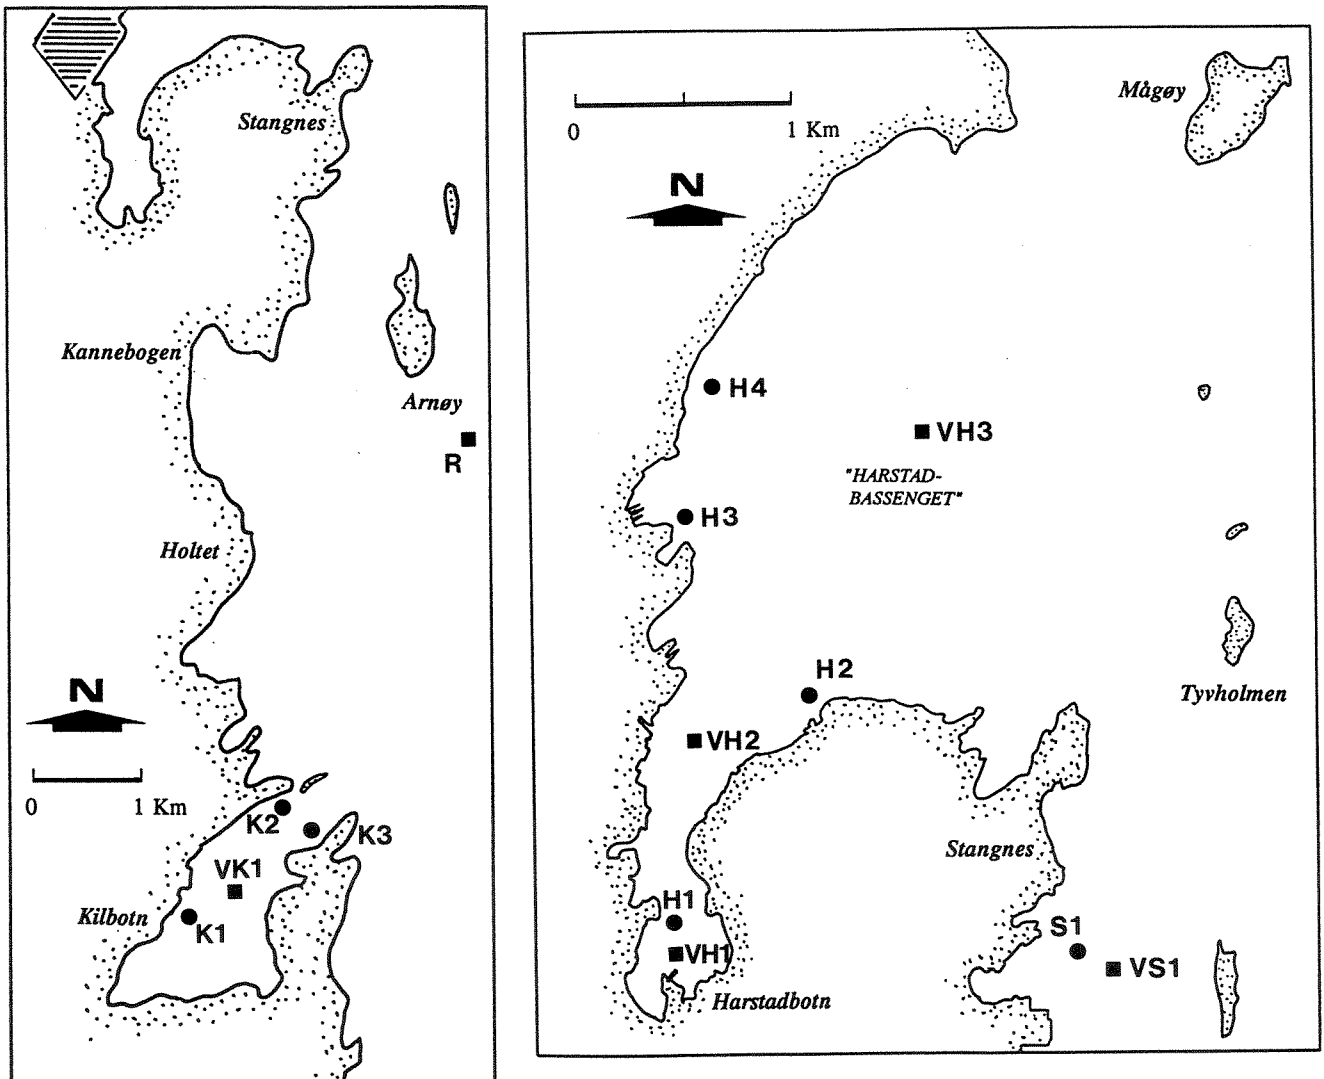 Stangnes
Kannebogen
Arnøy
R
Holtet
N
0 1 Km
K2
K3
VK1
Kilbotn
K1
Mågøy
0 1 Km
N
H4
VH3
"HARSTAD-
BASSENGET"
H3
H2
Tyvholmen
VH2
Stangnes
H1
S1
VH1
VS1
Harstadbotn